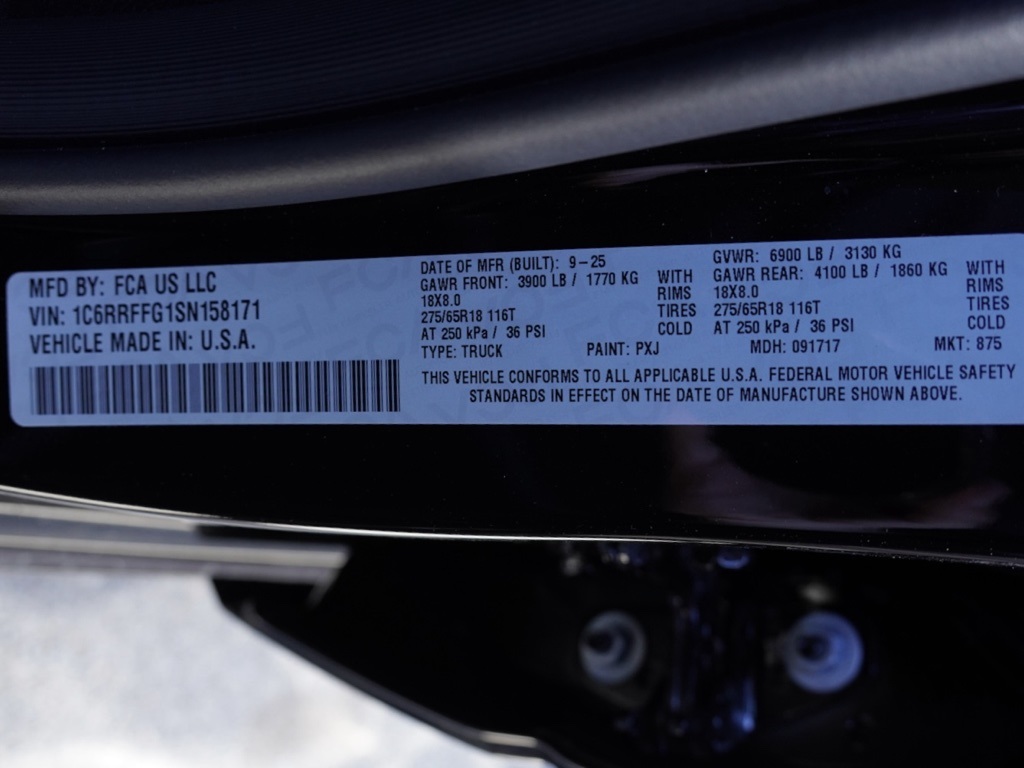 MFD BY: FCA US LLC
VIN: 1C6RRFFG1SN158171
VEHICLE MADE IN: U.S.A.
DATE OF MFR (BUILT): 9-25
GAWR FRONT: 3900 LB / 1770 KG WITH
18X8.0 RIMS
275/65R18 116T TIRES
AT 250 kPa / 36 PSI COLD
GVWR: 6900 LB / 3130 KG
GAWR REAR: 4100 LB / 1860 KG WITH
18X8.0 RIMS
275/65R18 116T TIRES
AT 250 kPa / 36 PSI COLD
TYPE: TRUCK PAINT: PXJ MDH: 091717 MKT: 875
THIS VEHICLE CONFORMS TO ALL APPLICABLE U.S.A. FEDERAL MOTOR VEHICLE SAFETY
STANDARDS IN EFFECT ON THE DATE OF MANUFACTURE SHOWN ABOVE.